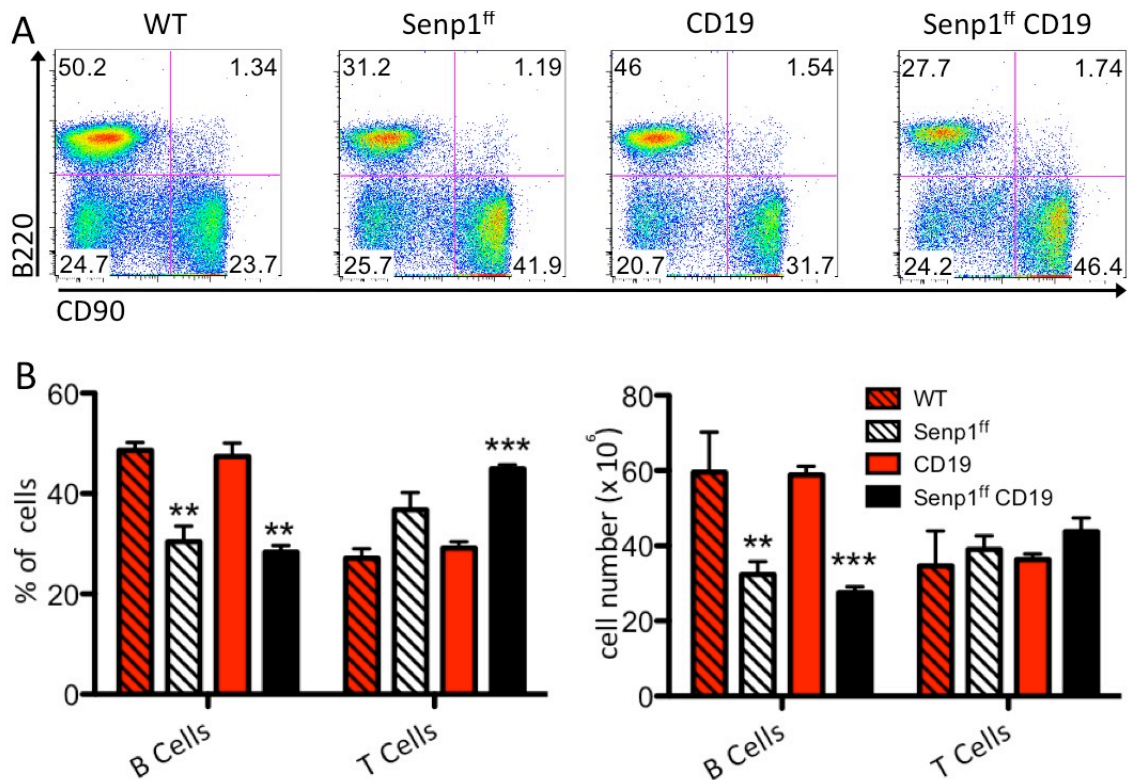 A
WT
Senp1ff
CD19
Senp1ff CD19
50.2
1.34
24.7
23.7
31.2
1.19
25.7
41.9
46
1.54
20.7
31.7
27.7
1.74
24.2
46.4
B220
CD90
B
60
40
20
0
% of cells
**
**
***
B Cells
T Cells
80
60
40
20
0
cell number (x 10⁶)
**
***
B Cells
T Cells
WT
Senp1ff
CD19
Senp1ff CD19